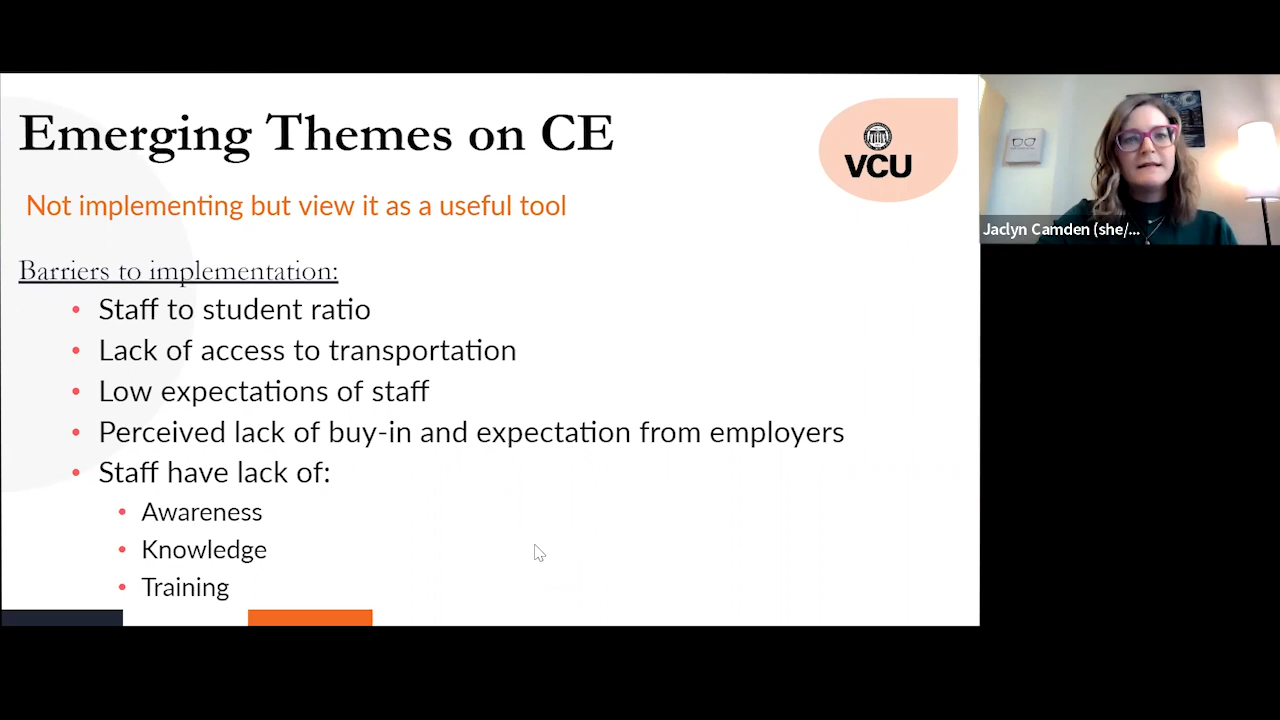 Emerging Themes on CE
VCU
Not implementing but view it as a useful tool
Barriers to implementation:
• Staff to student ratio
• Lack of access to transportation
• Low expectations of staff
• Perceived lack of buy-in and expectation from employers
• Staff have lack of:
• Awareness
• Knowledge
• Training
Jaclyn Camden (she/...